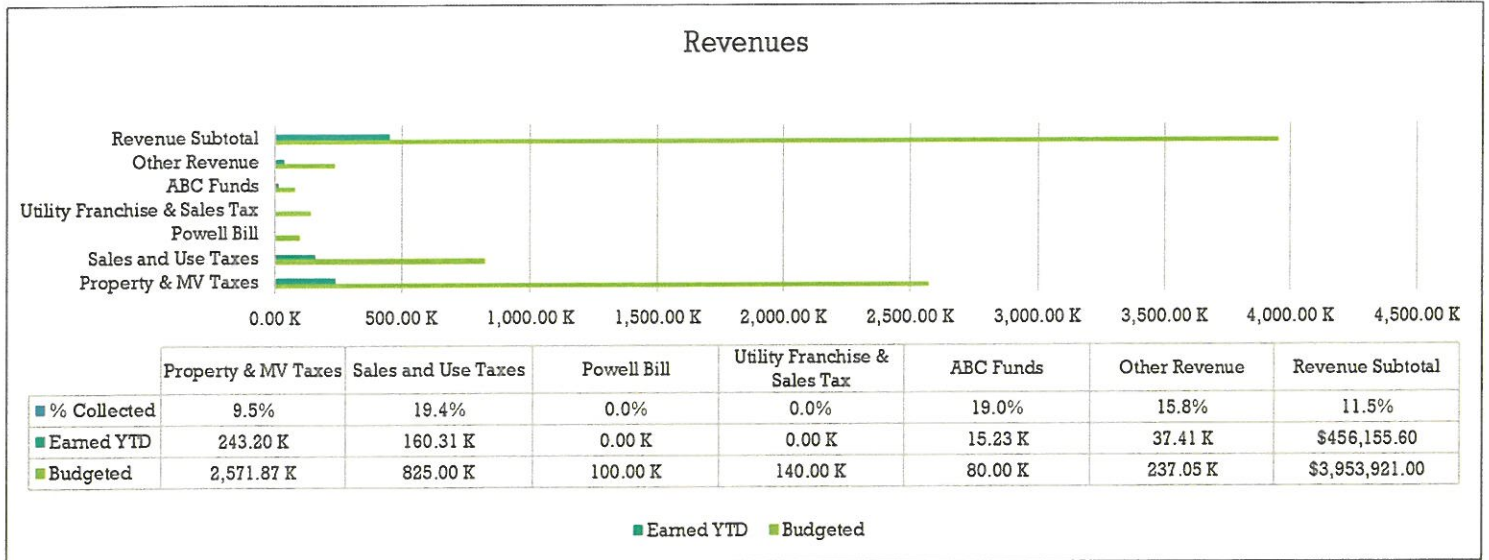 Revenues
Revenue Subtotal
Other Revenue
ABC Funds
Utility Franchise & Sales Tax
Powell Bill
Sales and Use Taxes
Property & MV Taxes
0.00 K 500.00 K 1,000.00 K 1,500.00 K 2,000.00 K 2,500.00 K 3,000.00 K 3,500.00 K 4,000.00 K 4,500.00 K
Property & MV Taxes Sales and Use Taxes Powell Bill Utility Franchise & Sales Tax ABC Funds Other Revenue Revenue Subtotal
% Collected 9.5% 19.4% 0.0% 0.0% 19.0% 15.8% 11.5%
Earned YTD 243.20 K 160.31 K 0.00 K 0.00 K 15.23 K 37.41 K $456,155.60
Budgeted 2,571.87 K 825.00 K 100.00 K 140.00 K 80.00 K 237.05 K $3,953,921.00
Earned YTD Budgeted